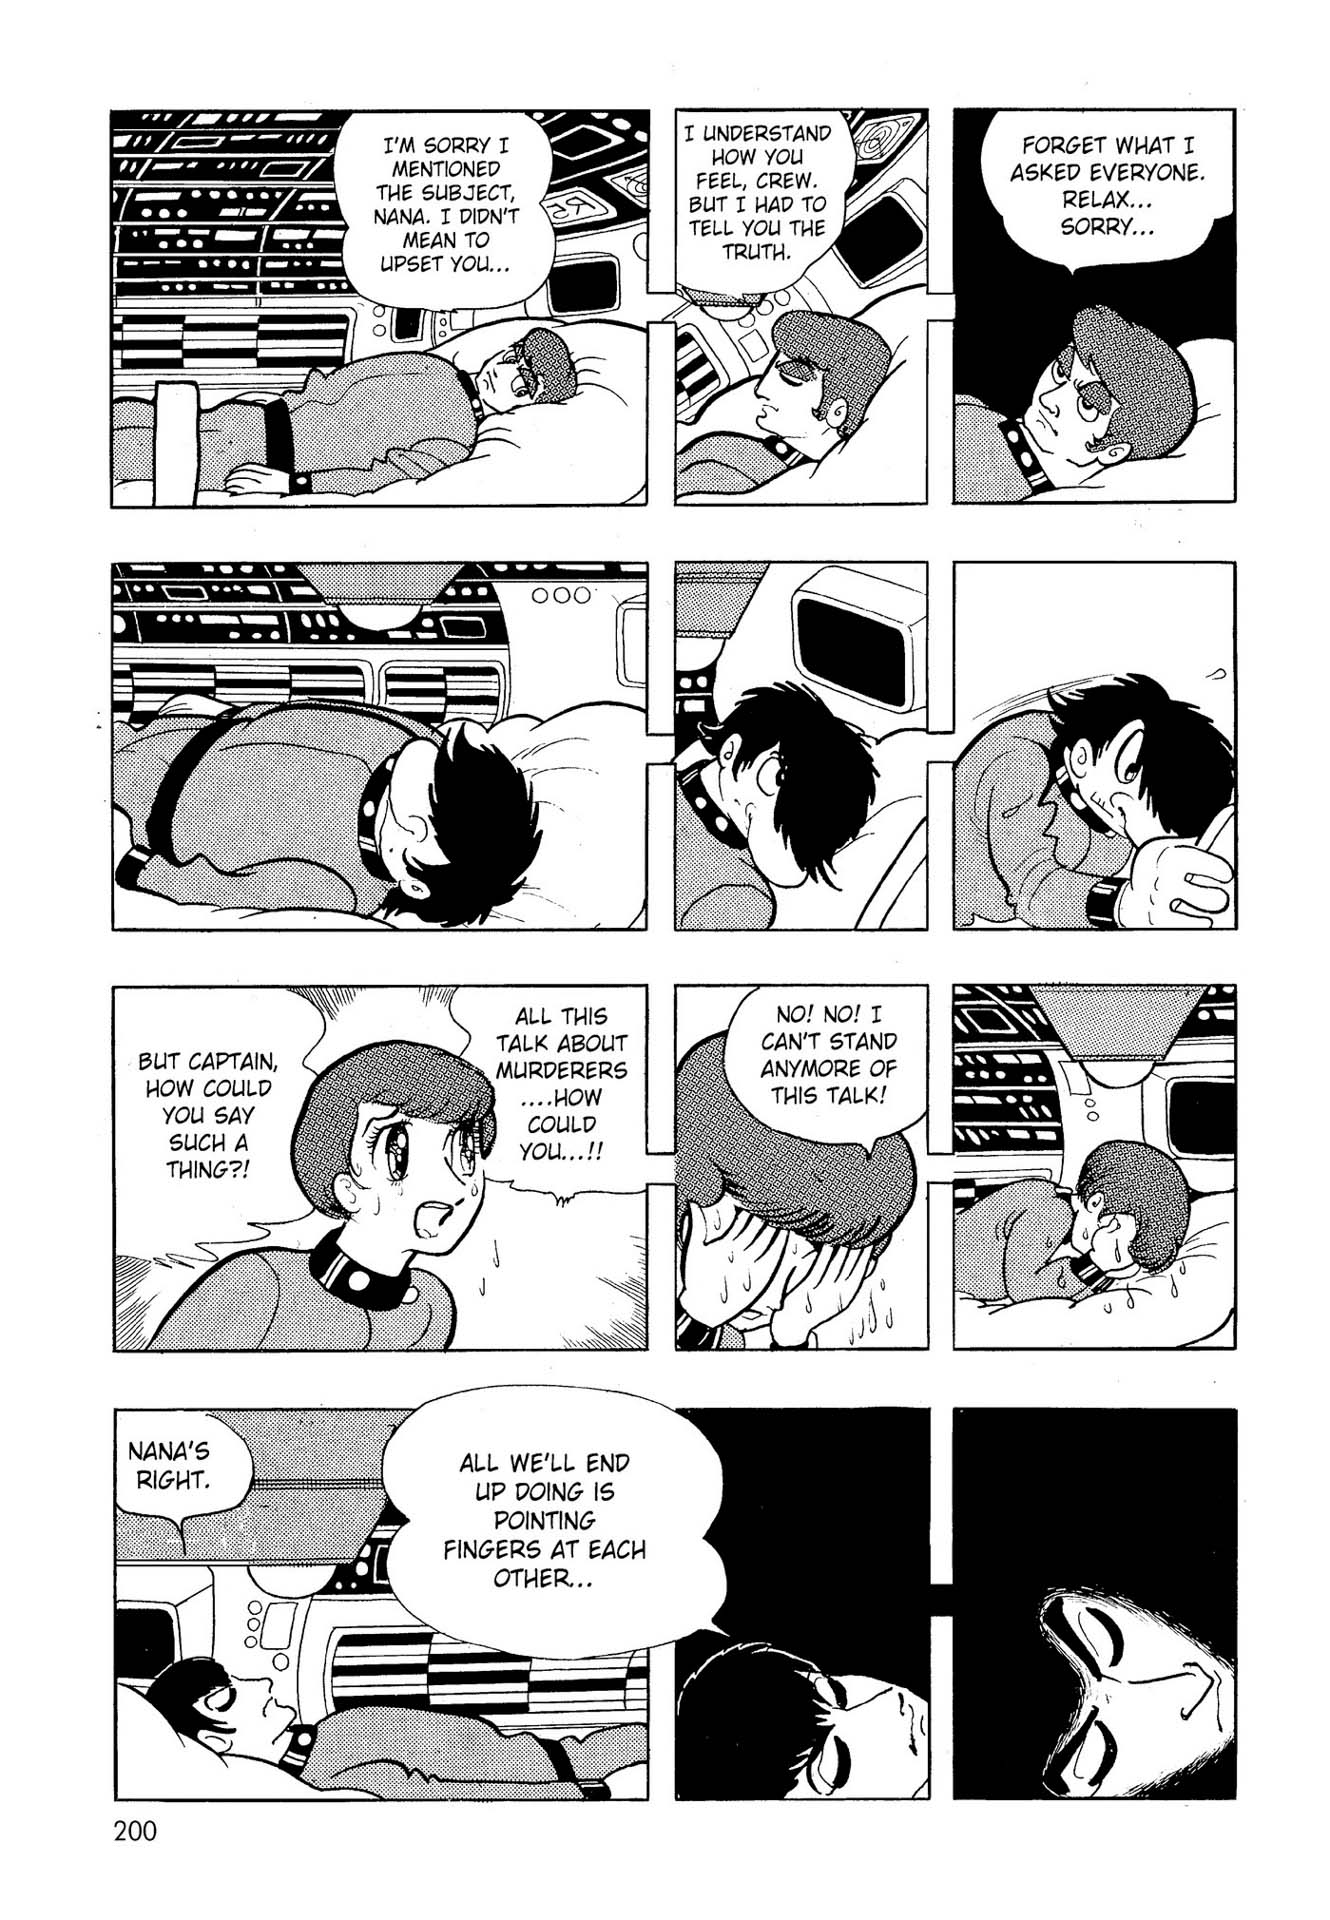 I'M SORRY I
MENTIONED
THE SUBJECT,
NANA. I DIDN'T
MEAN TO
UPSET YOU...
I UNDERSTAND
HOW YOU
FEEL, CREW.
BUT I HAD TO
TELL YOU THE
TRUTH.
FORGET WHAT I
ASKED EVERYONE.
RELAX...
SORRY...
BUT CAPTAIN,
HOW COULD
YOU SAY
SUCH A
THING?!
ALL THIS
TALK ABOUT
MURDERERS
....HOW
COULD
YOU...!!
NO! NO! I
CAN'T STAND
ANYMORE OF
THIS TALK!
NANA'S
RIGHT.
ALL WE'LL END
UP DOING IS
POINTING
FINGERS AT EACH
OTHER...
200